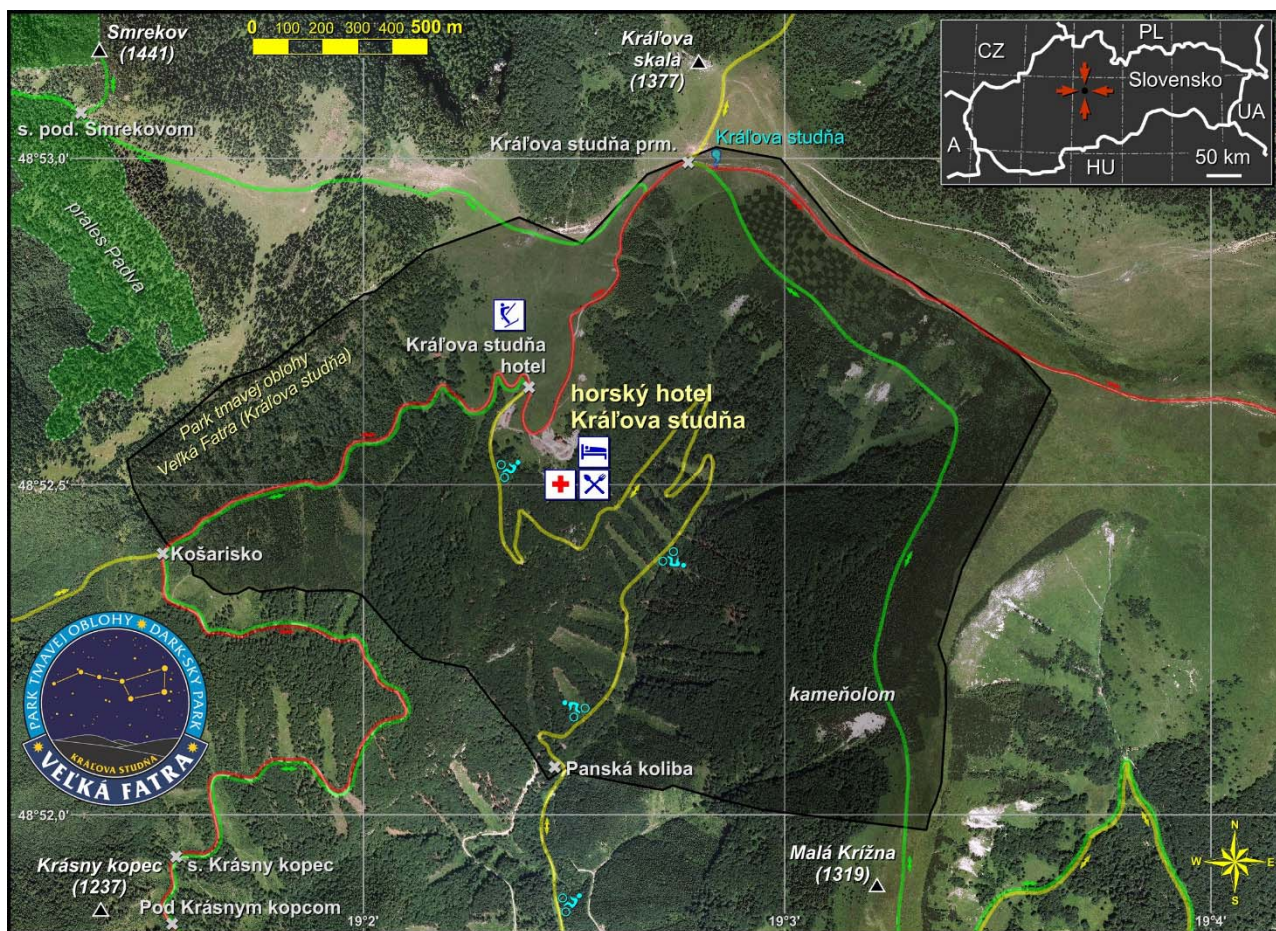 Smrekov
(1441)
0 100 200 300 400 500 m
Kráľova
skala
(1377)
CZ
PL
Slovensko
UA
A
HU
50 km
s. pod. Smrekovom
Kráľova studňa prm.
Kráľova studňa
48°53,0'
prales Padva
Kráľova studňa
hotel
Park tmavej oblohy
Veľká Fatra (Kráľova studňa)
horský hotel
Kráľova studňa
48°52,5'
Košarisko
PARK TMAVEJ OBLOHY DARK-SKY PARK
KRÁĽOVA STUDŇA
VEĽKÁ FATRA
kameňolom
Panská koliba
48°52,0'
Krásny kopec
(1237)
s. Krásny kopec
Malá Krížna
(1319)
Pod Krásnym kopcom
19°2'
19°3'
19°4'
N
W E
S